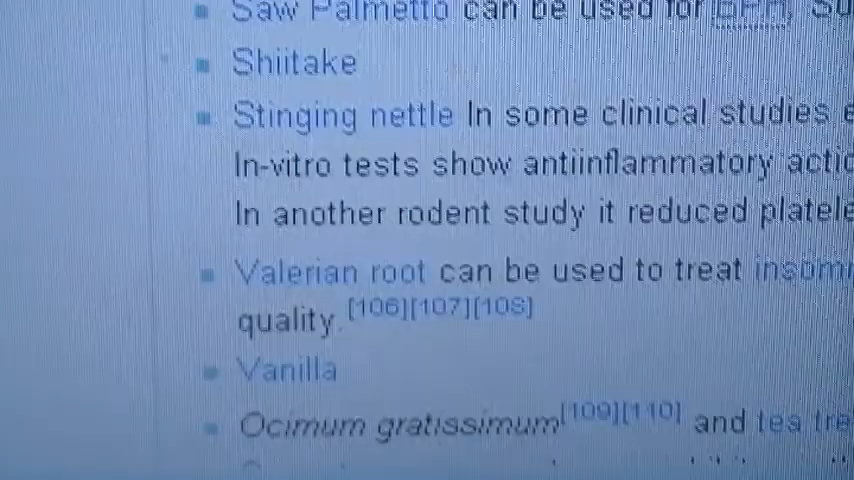 Saw Palmetto can be used for BPH.
Shiitake
Stinging nettle In some clinical studies
In-vitro tests show antiinflammatory
In another rodent study it reduced
Valerian root can be used to treat
quality.[106][107][108]
Vanilla
Ocimum gratissimum[109][110] and tea